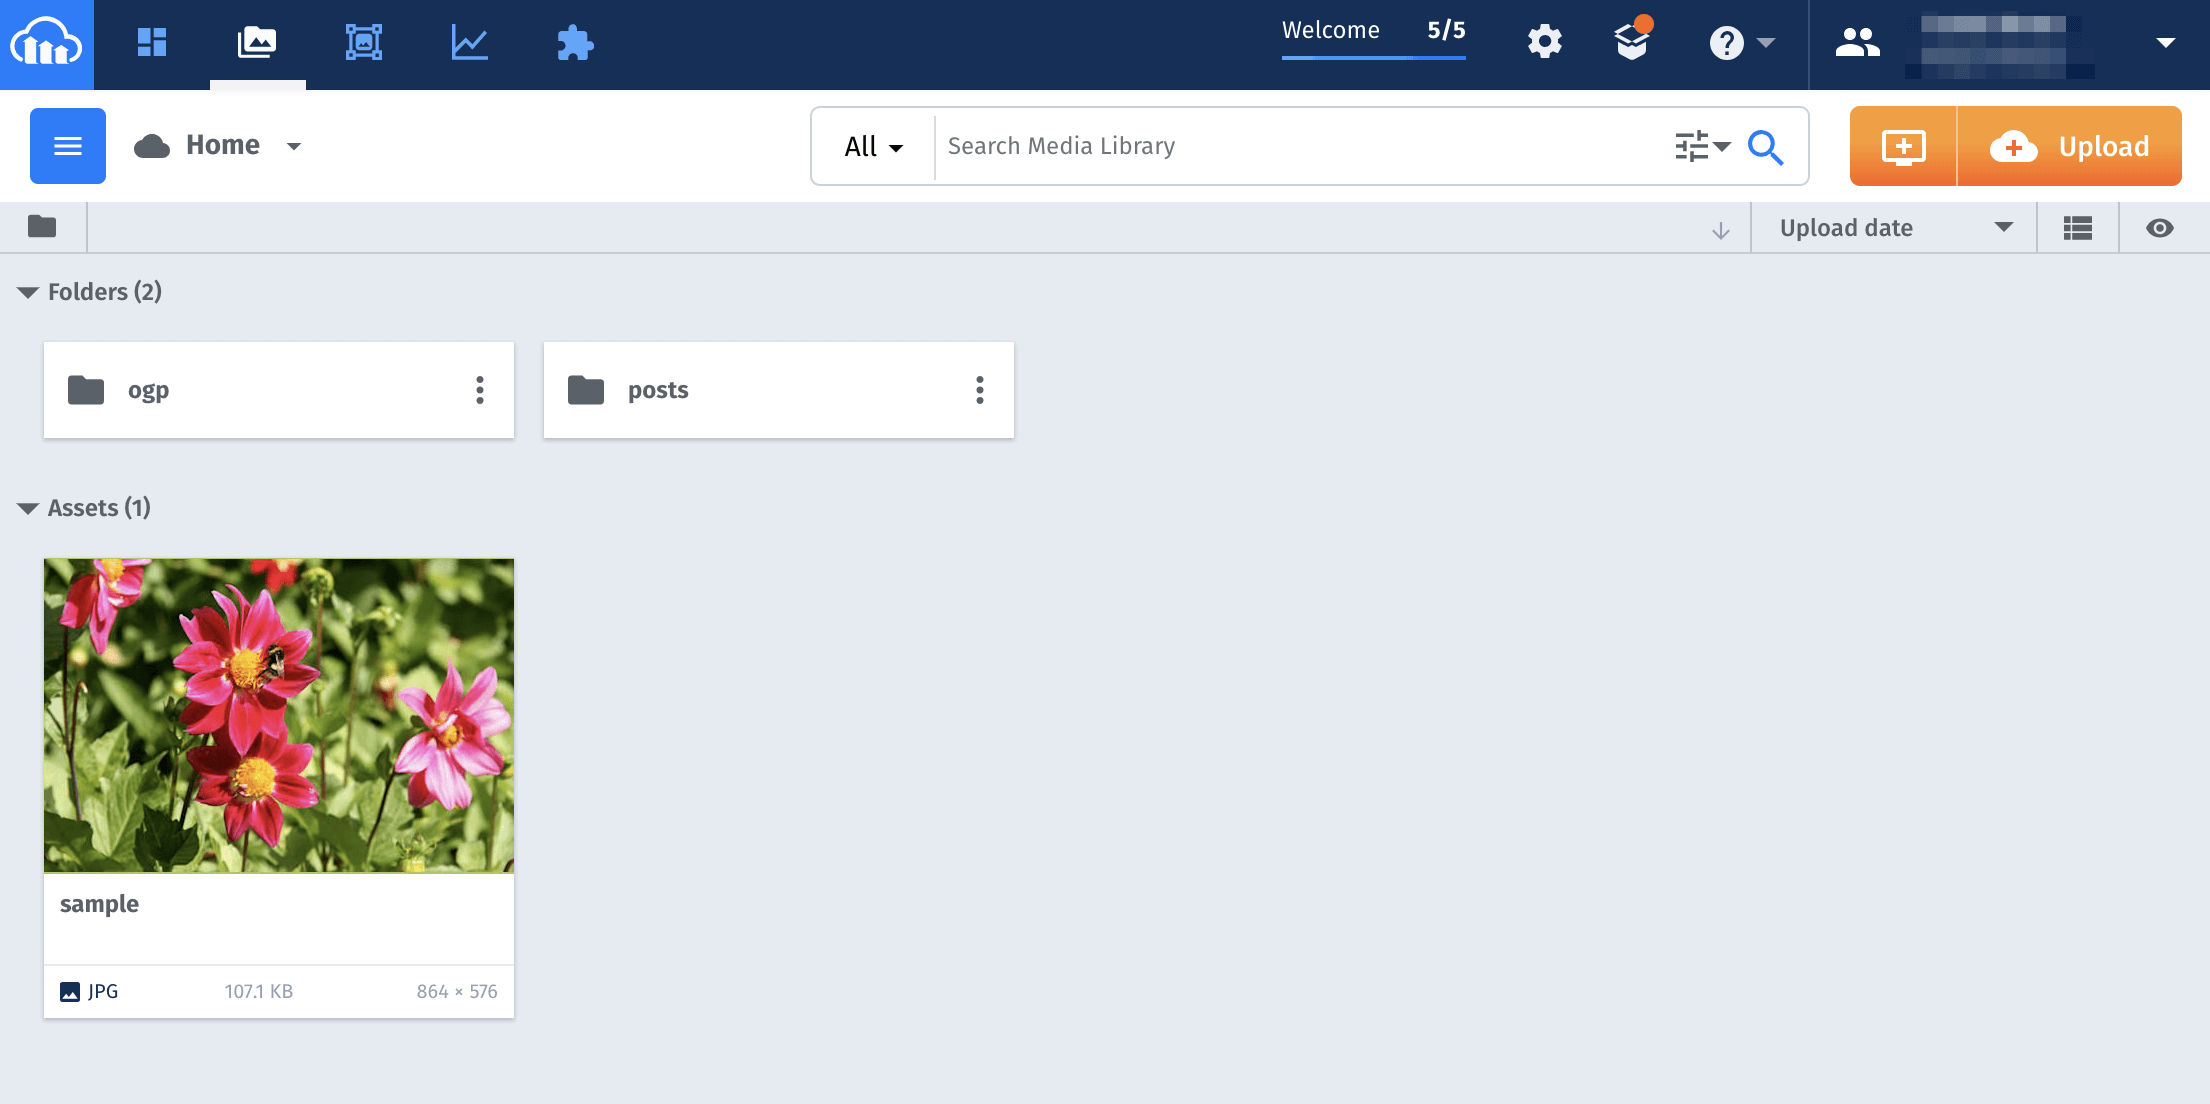 Welcome 5/5
Home
All
Search Media Library
Upload
Upload date
Folders (2)
ogp
posts
Assets (1)
sample
JPG 107.1 KB 864 × 576